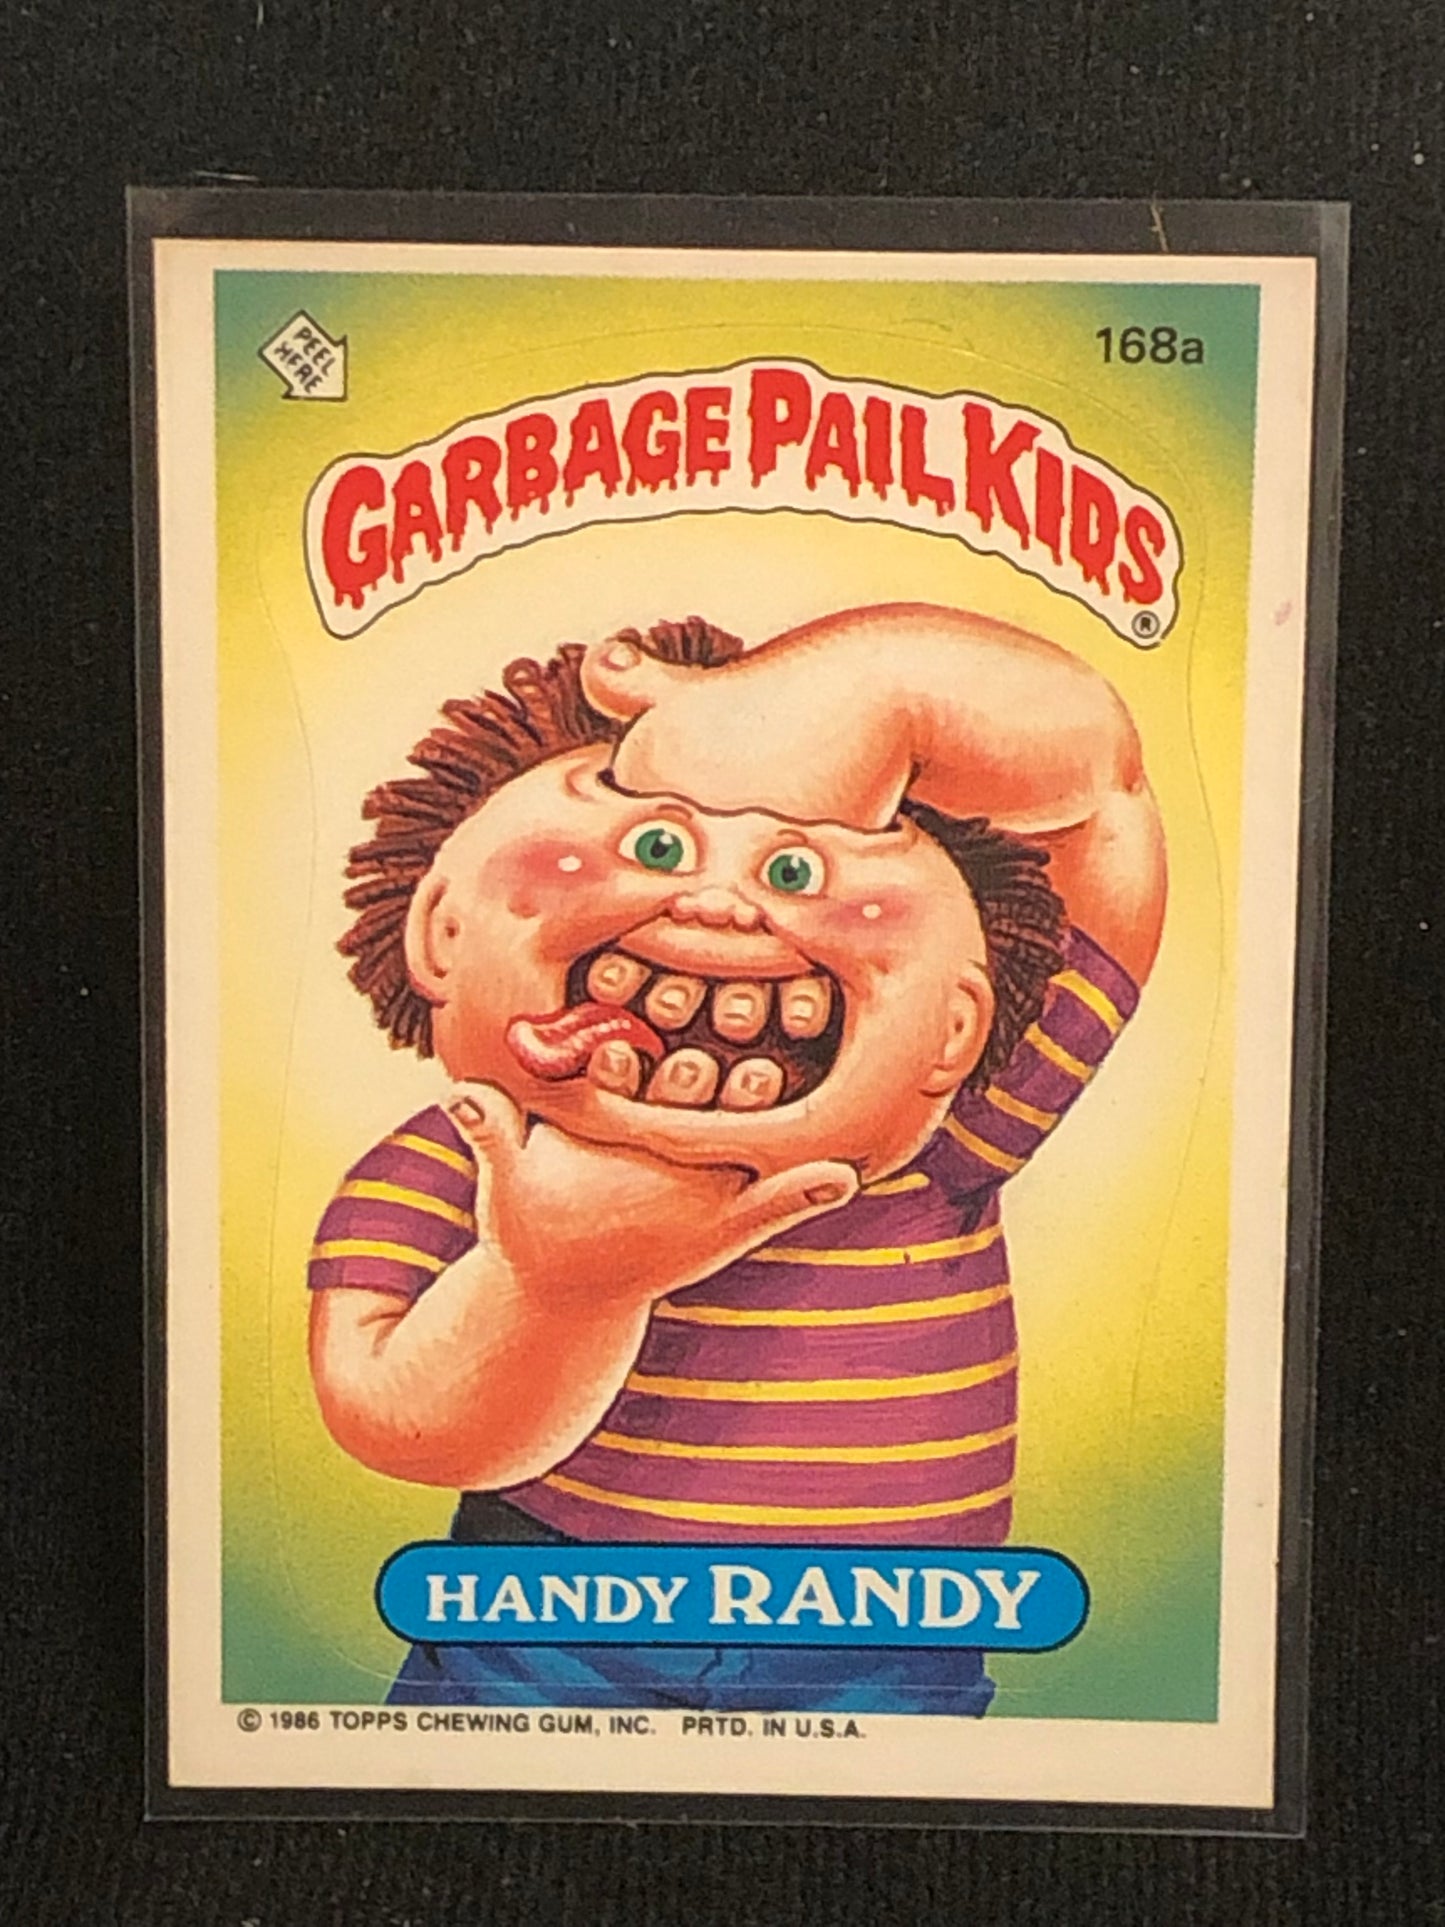 PEEL
HERE
168a
GARBAGE PAIL KIDS®
HANDY RANDY
© 1986 TOPPS CHEWING GUM, INC. PRTD. IN U.S.A.